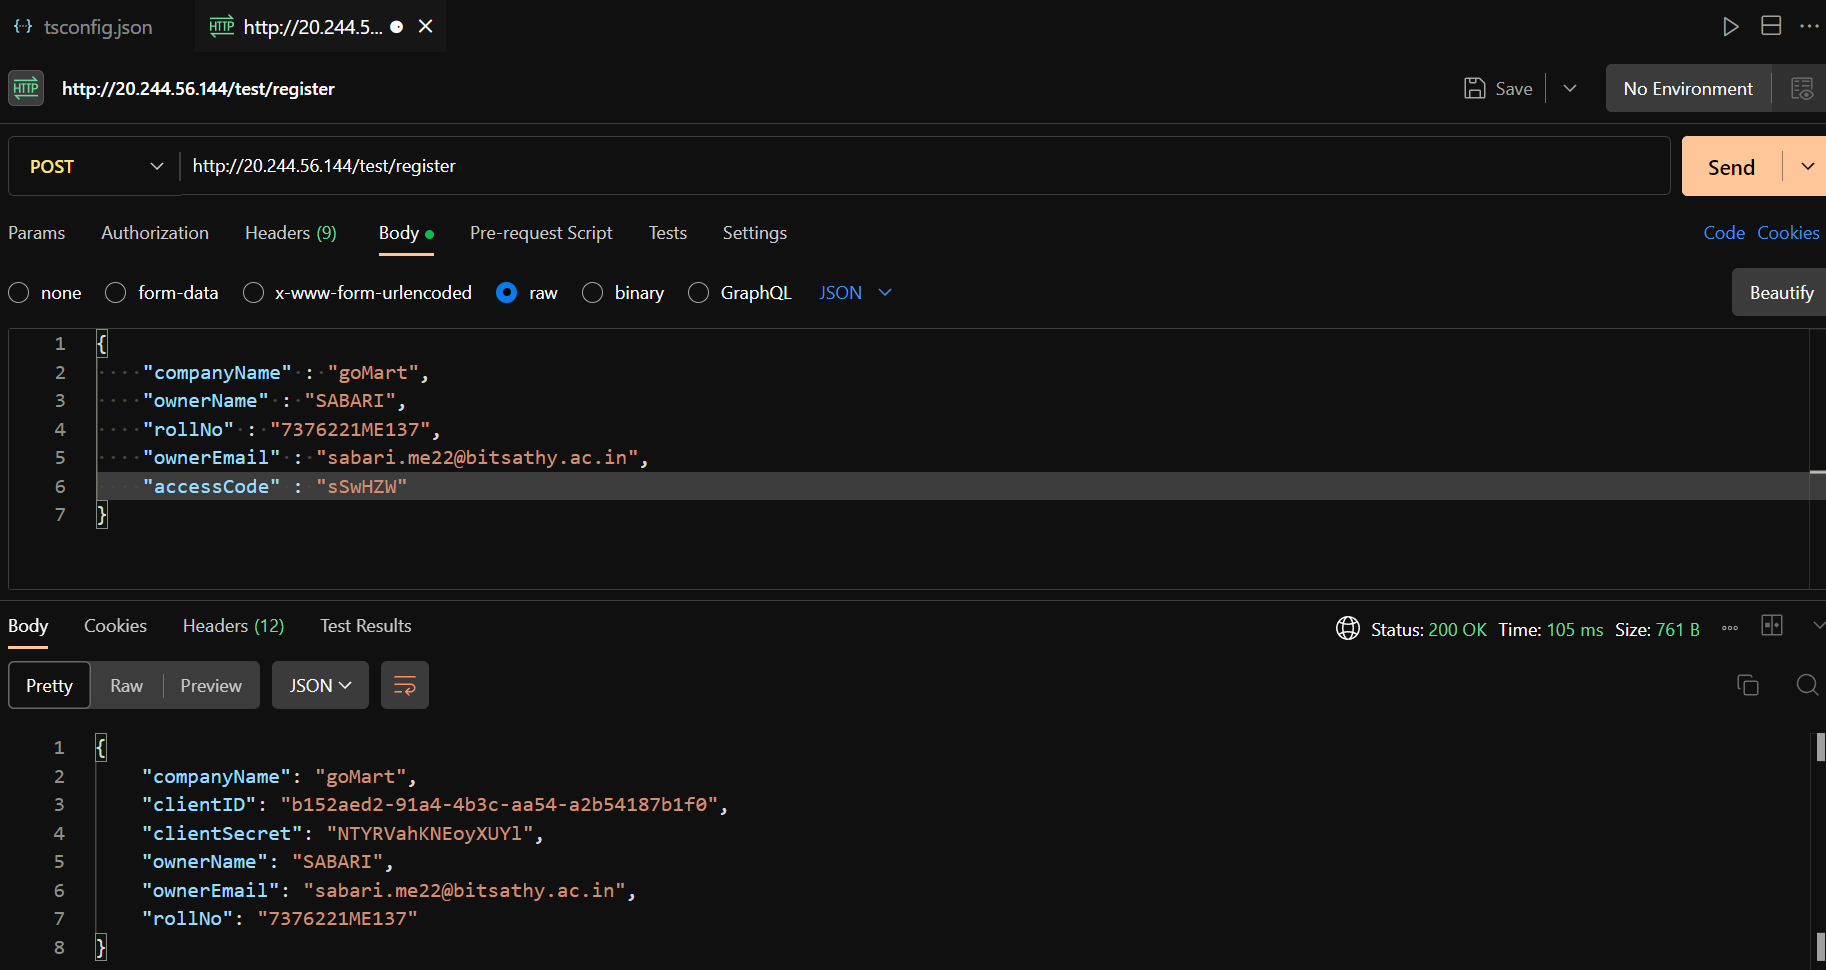 tsconfig.json
HTTP http://20.244.5...
HTTP http://20.244.56.144/test/register
Save
No Environment
POST
http://20.244.56.144/test/register
Send
Params Authorization Headers (9) Body Pre-request Script Tests Settings
Code Cookies
none form-data x-www-form-urlencoded raw binary GraphQL JSON
Beautify
1 {
2 "companyName" : "goMart",
3 "ownerName" : "SABARI",
4 "rollNo" : "7376221ME137",
5 "ownerEmail" : "sabari.me22@bitsathy.ac.in",
6 "accessCode" : "sSwHZW"
7 }
Body Cookies Headers (12) Test Results
Status: 200 OK Time: 105 ms Size: 761 B
Pretty Raw Preview JSON
1 {
2 "companyName": "goMart",
3 "clientID": "b152aed2-91a4-4b3c-aa54-a2b54187b1f0",
4 "clientSecret": "NTYRVahKNEoyXUYl",
5 "ownerName": "SABARI",
6 "ownerEmail": "sabari.me22@bitsathy.ac.in",
7 "rollNo": "7376221ME137"
8 }